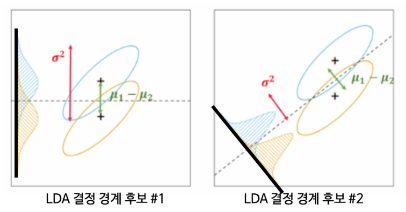 σ²
μ₁ − μ₂
σ²
μ₁ − μ₂
LDA 결정 경계 후보 #1
LDA 결정 경계 후보 #2